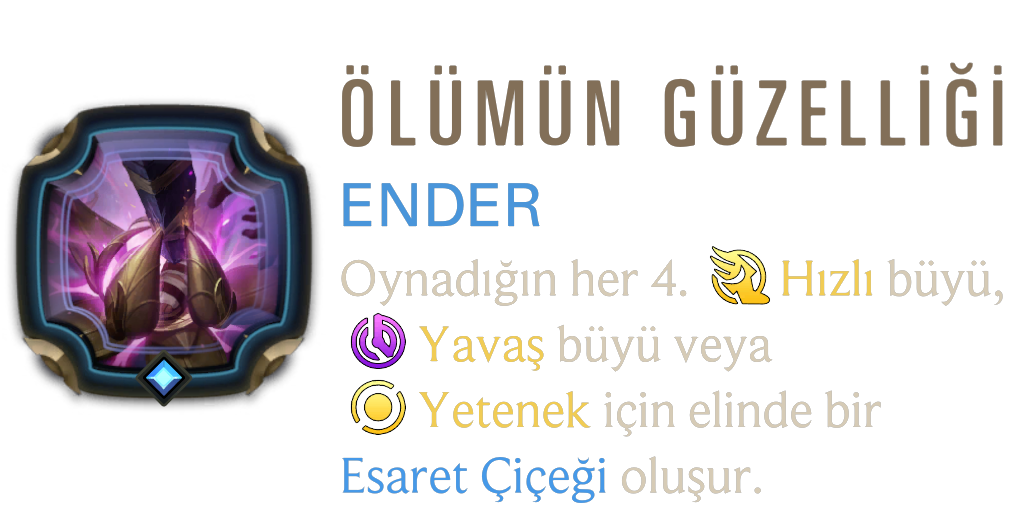 ÖLÜMÜN GÜZELLİĞİ
ENDER
Oynadığın her 4. Hızlı büyü,
Yavaş büyü veya
Yetenek için elinde bir
Esaret Çiçeği oluşur.